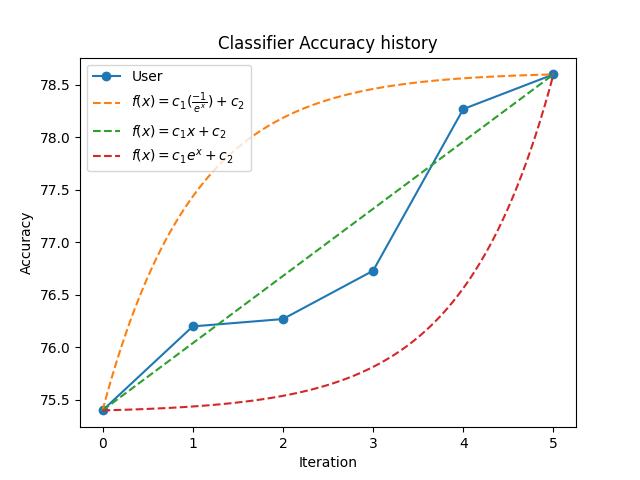 Classifier Accuracy history
User
f(x) = c₁(−1/eˣ) + c₂
f(x) = c₁x + c₂
f(x) = c₁eˣ + c₂
78.5
78.0
77.5
77.0
76.5
76.0
75.5
Accuracy
0 1 2 3 4 5
Iteration